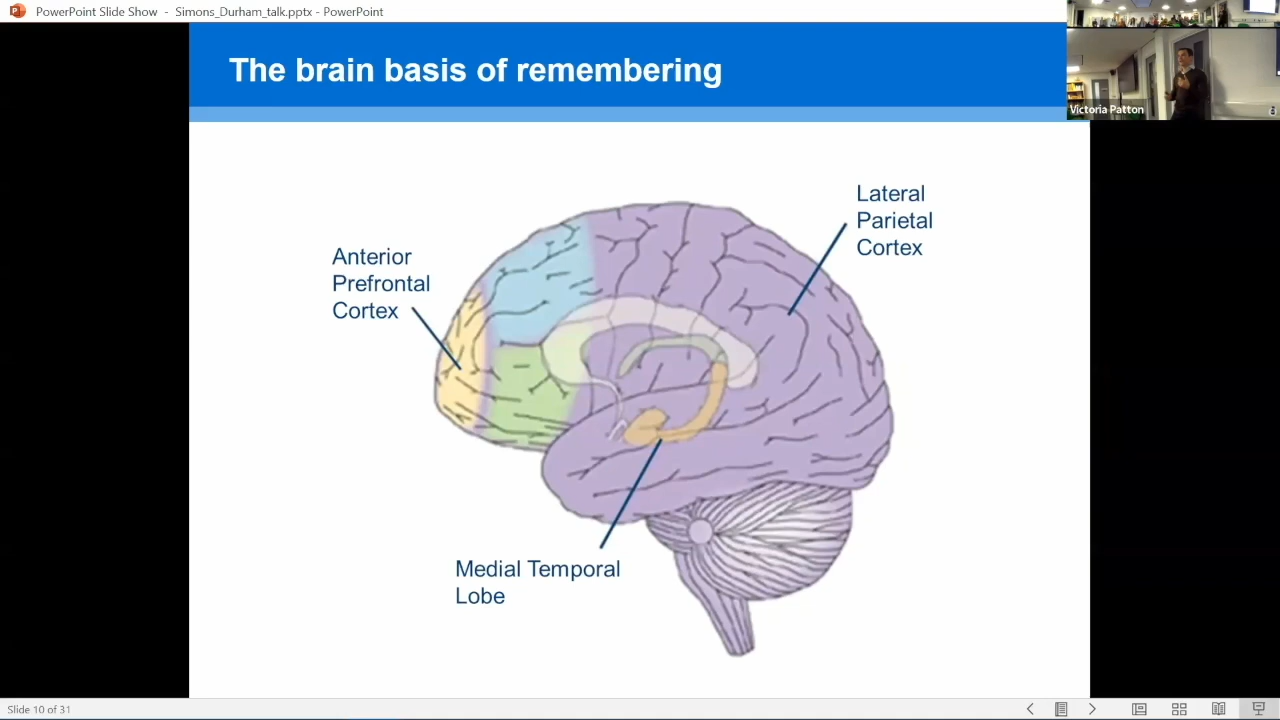 PowerPoint Slide Show - Simons_Durham_talk.pptx - PowerPoint
The brain basis of remembering
Victoria Patton
Lateral
Parietal
Cortex
Anterior
Prefrontal
Cortex
Medial Temporal
Lobe
Slide 10 of 31